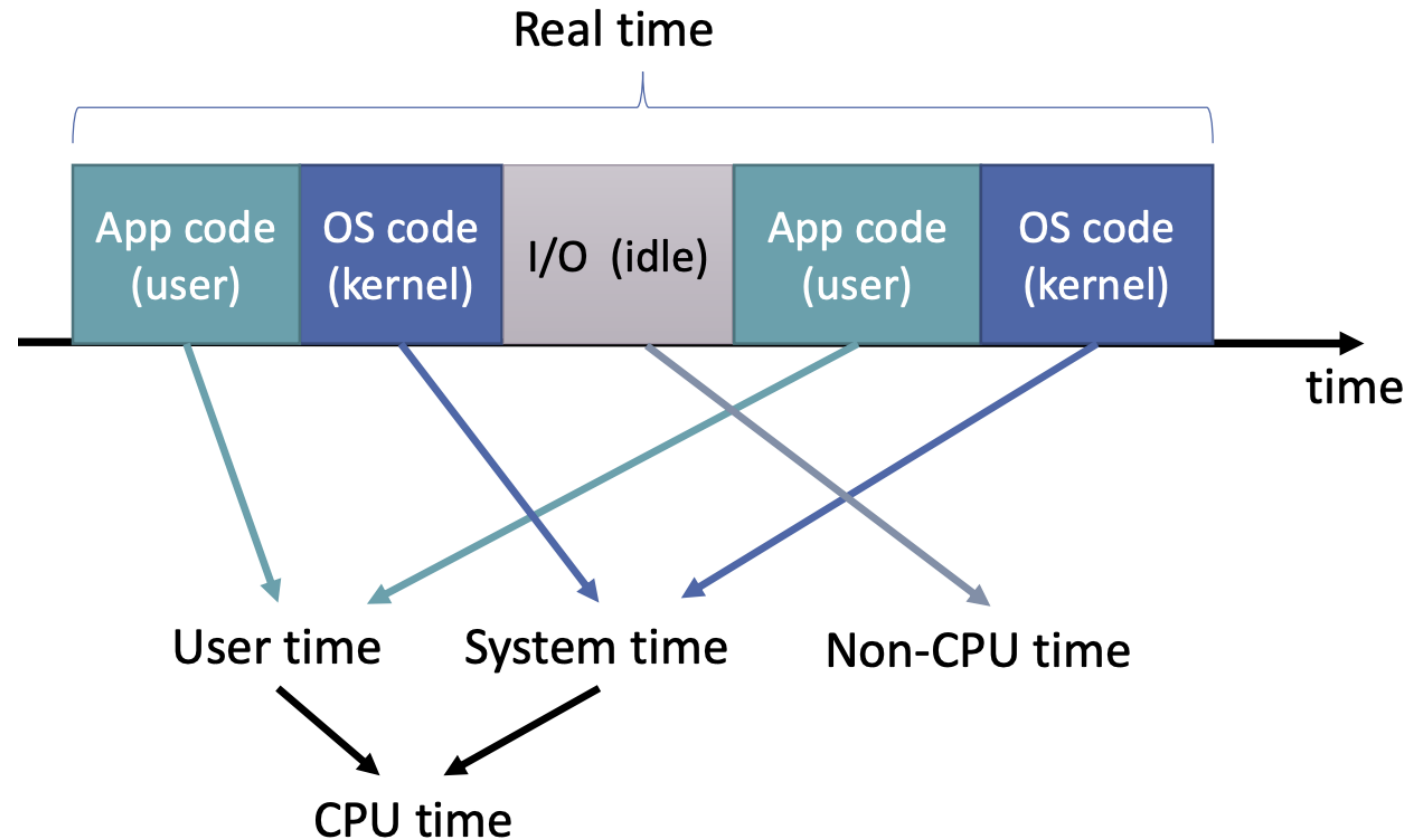 Real time
App code
(user)
OS code
(kernel)
I/O (idle)
App code
(user)
OS code
(kernel)
time
User time
System time
Non-CPU time
CPU time